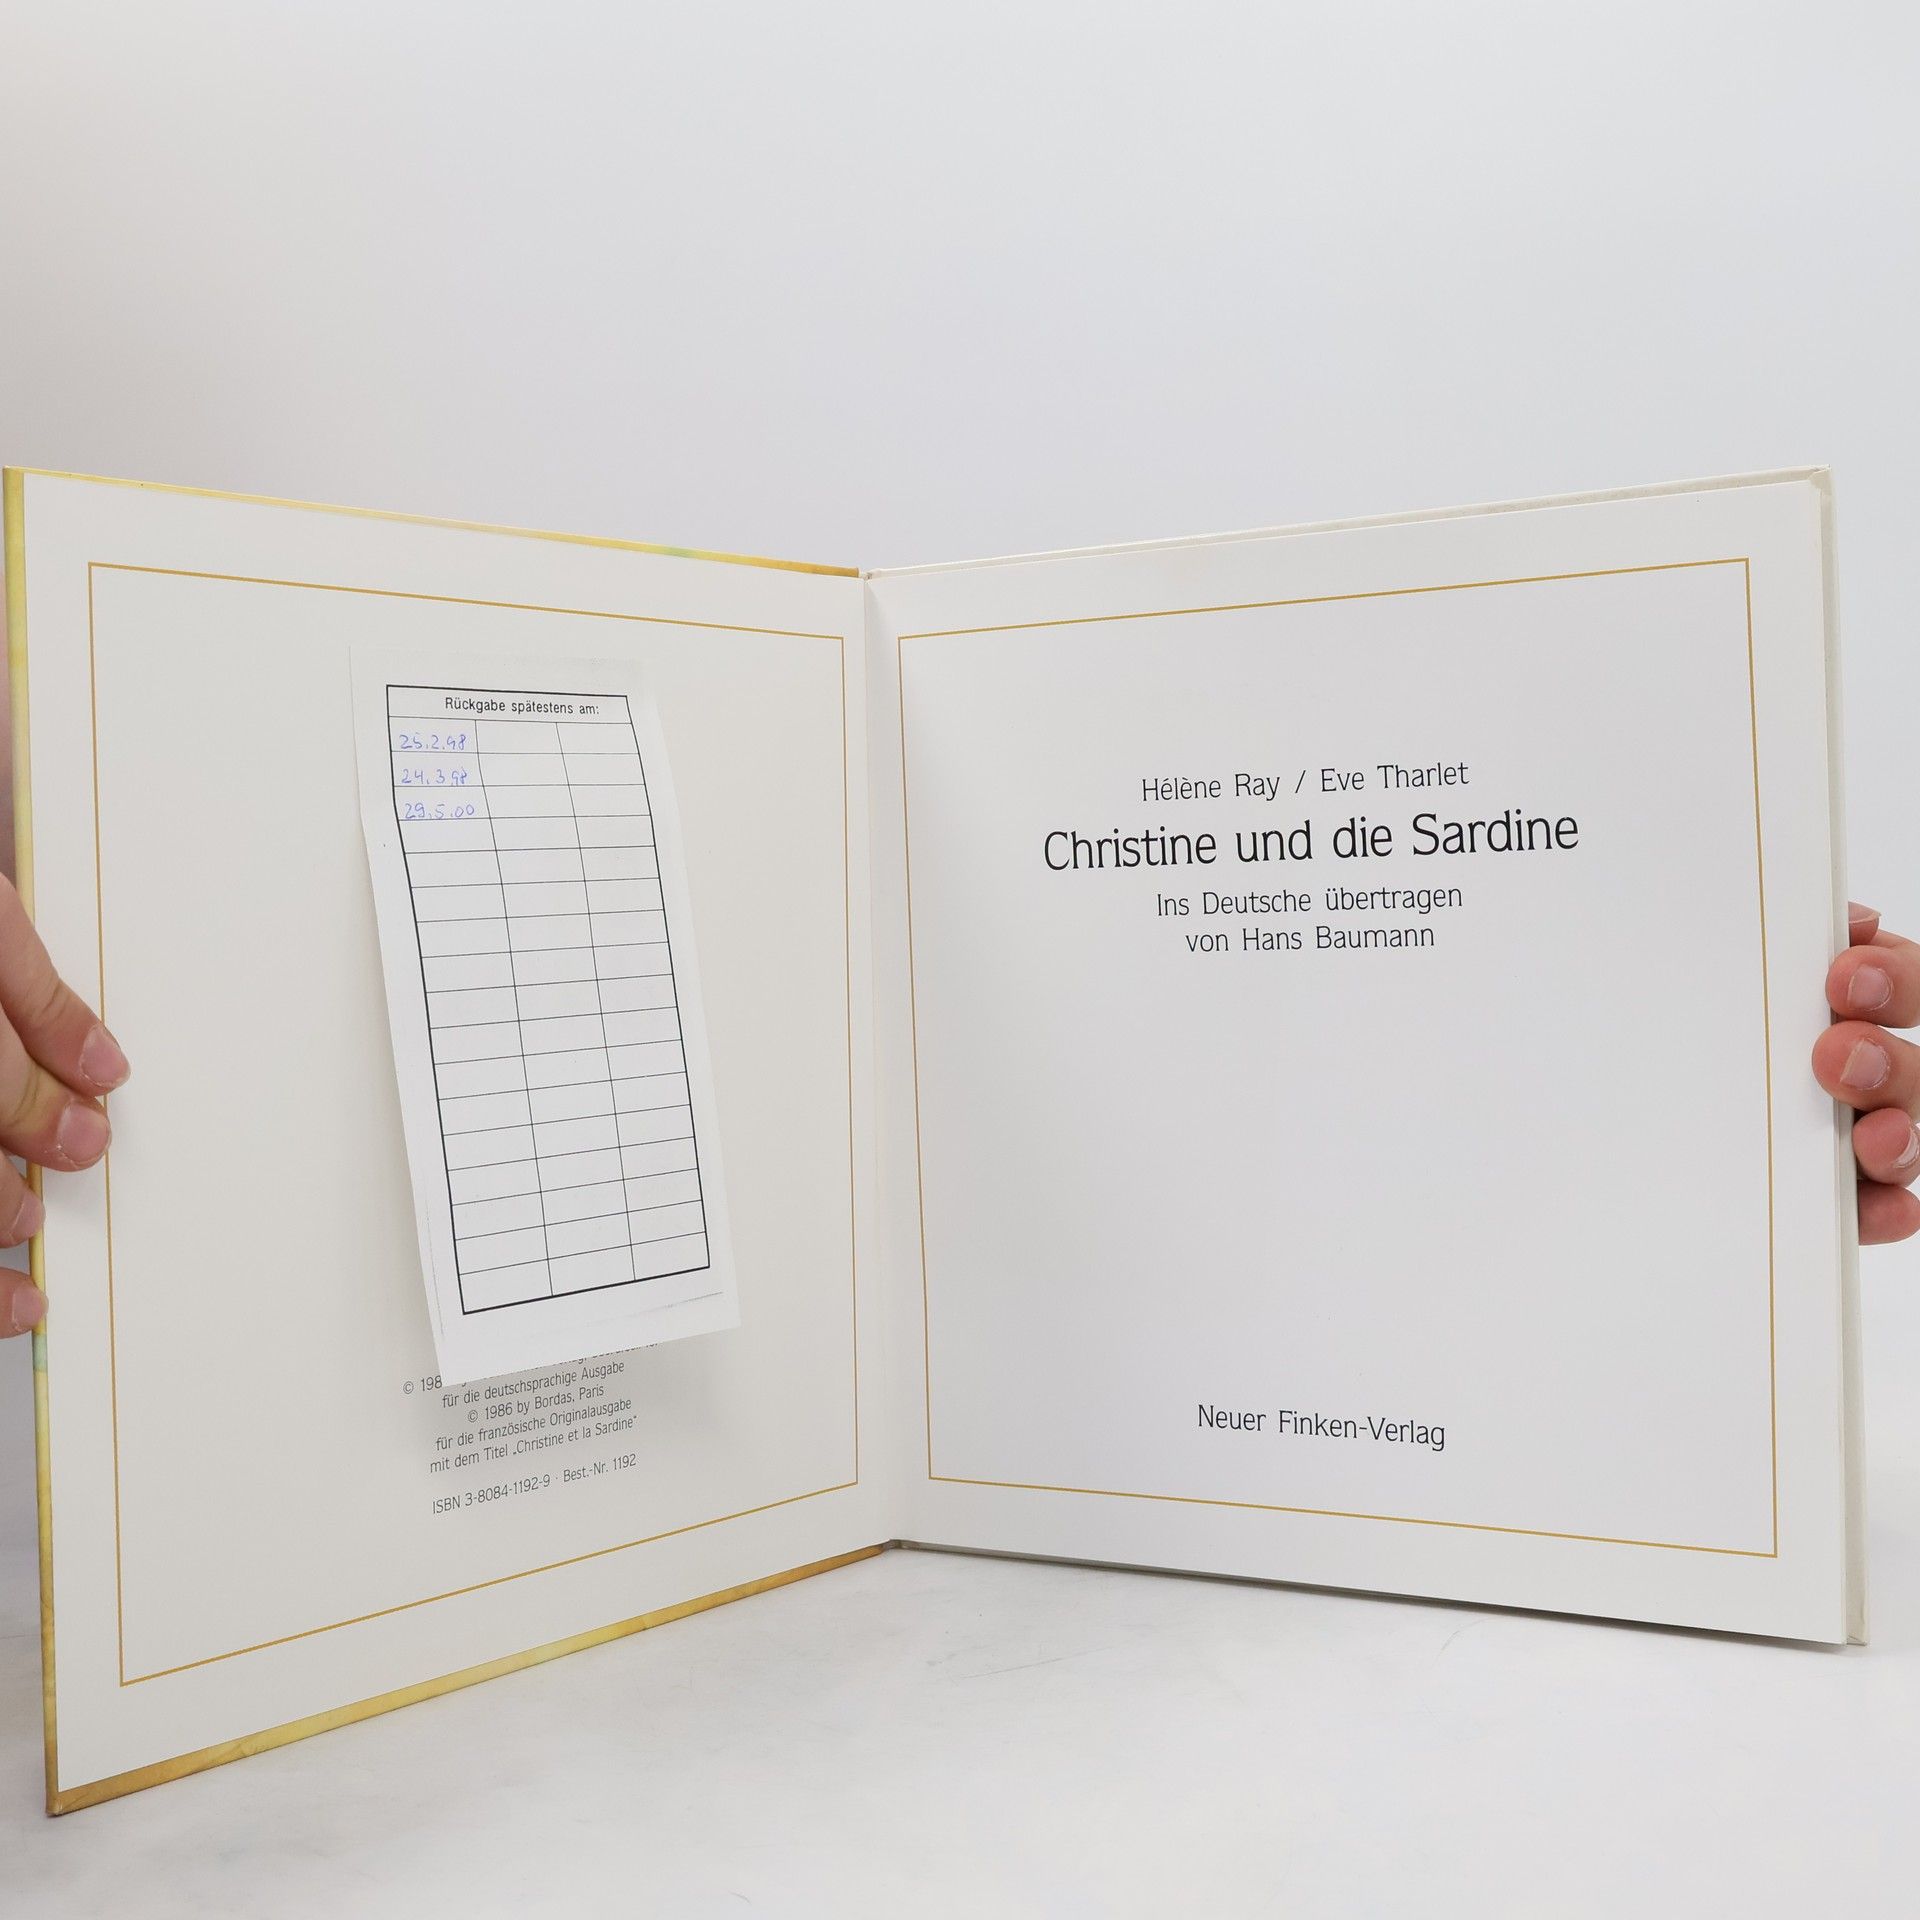 Rückgabe spätestens am:
25.2.98
24.3.98
29.5.00
© 198
für die deutschsprachige Ausgabe
© 1986 by Bordas, Paris
für die französische Originalausgabe
mit dem Titel „Christine et la Sardine"
ISBN 3-8084-1192-9 · Best.-Nr. 1192
Hélène Ray / Eve Tharlet
Christine und die Sardine
Ins Deutsche übertragen
von Hans Baumann
Neuer Finken-Verlag